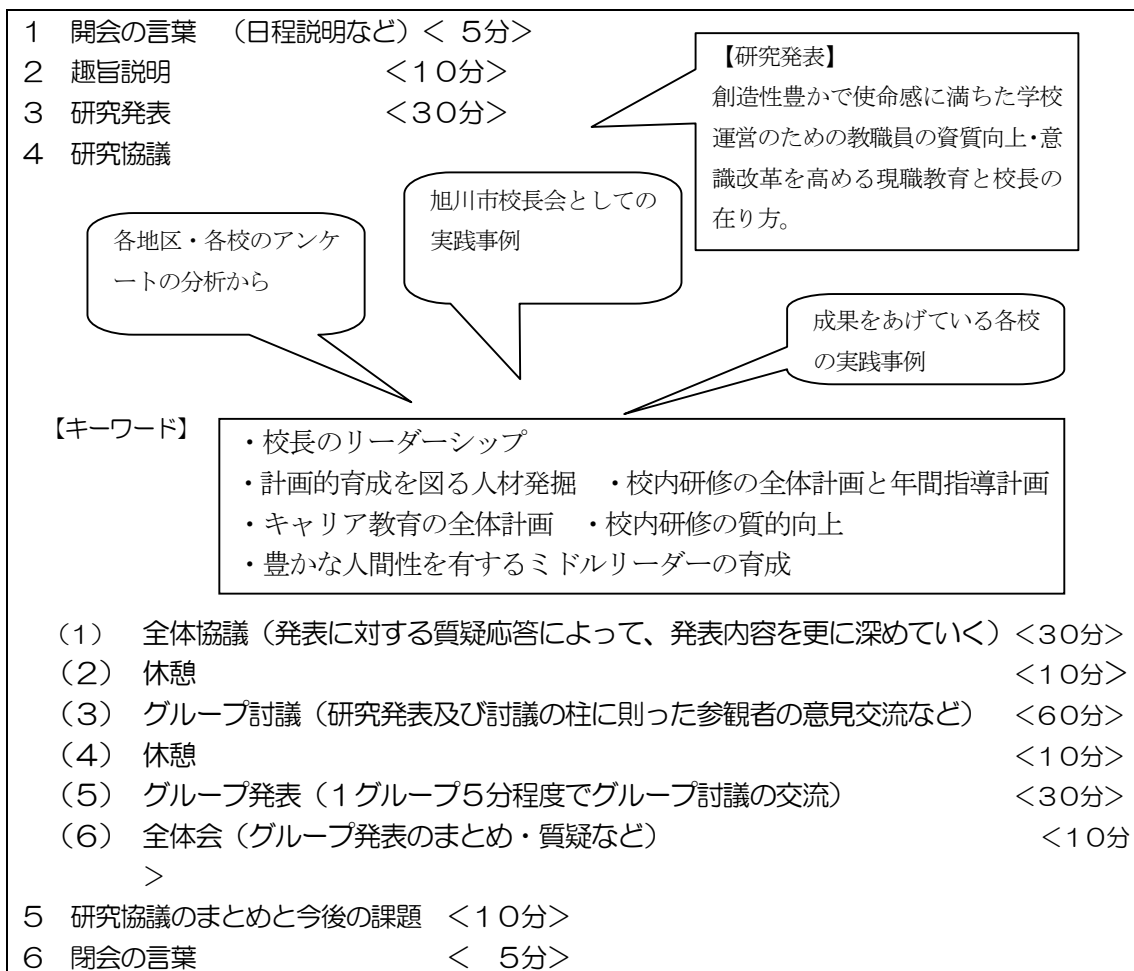 1 開会の言葉 (日程説明など)< 5分>
2 趣旨説明 <10分>
3 研究発表 <30分>
4 研究協議
【研究発表】
創造性豊かで使命感に満ちた学校
運営のための教職員の資質向上・意
識改革を高める現職教育と校長の
在り方。
旭川市校長会としての
実践事例
各地区・各校のアンケ
ートの分析から
成果をあげている各校
の実践事例
【キーワード】
・校長のリーダーシップ
・計画的育成を図る人材発掘 ・校内研修の全体計画と年間指導計画
・キャリア教育の全体計画 ・校内研修の質的向上
・豊かな人間性を有するミドルリーダーの育成
(1) 全体協議(発表に対する質疑応答によって、発表内容を更に深めていく)<30分>
(2) 休憩 <10分>
(3) グループ討議(研究発表及び討議の柱に則った参観者の意見交流など) <60分>
(4) 休憩 <10分>
(5) グループ発表(1グループ5分程度でグループ討議の交流) <30分>
(6) 全体会(グループ発表のまとめ・質疑など) <10分
>
5 研究協議のまとめと今後の課題 <10分>
6 閉会の言葉 < 5分>